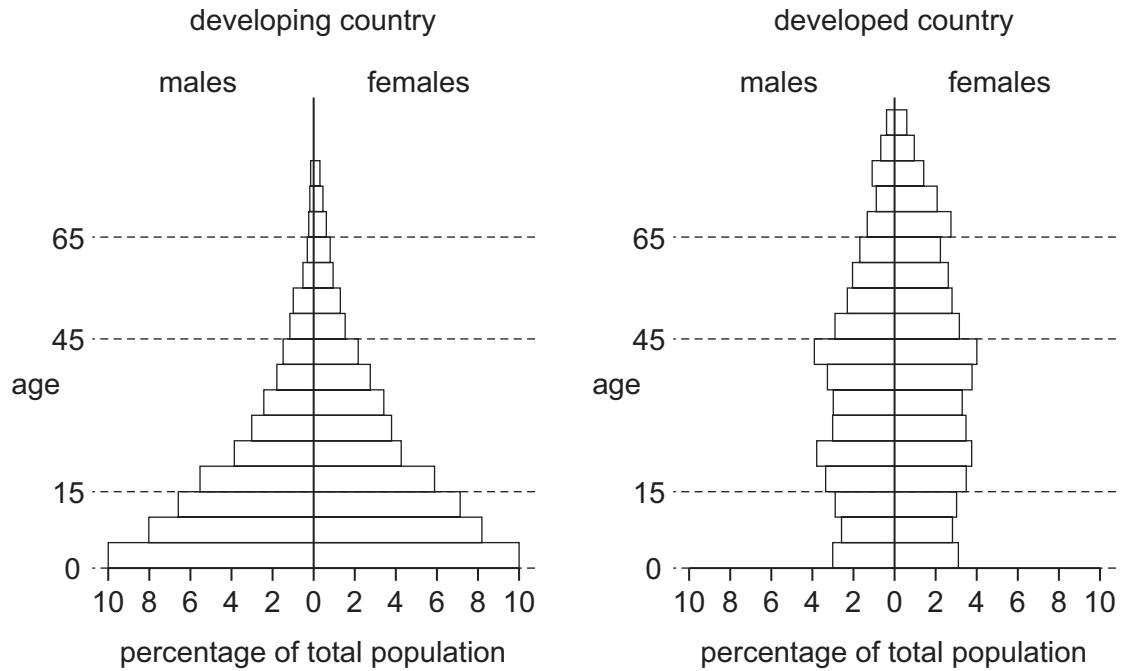 developing country
males females
65
45
age
15
0
10 8 6 4 2 0 2 4 6 8 10
percentage of total population
developed country
males females
65
45
age
15
0
10 8 6 4 2 0 2 4 6 8 10
percentage of total population